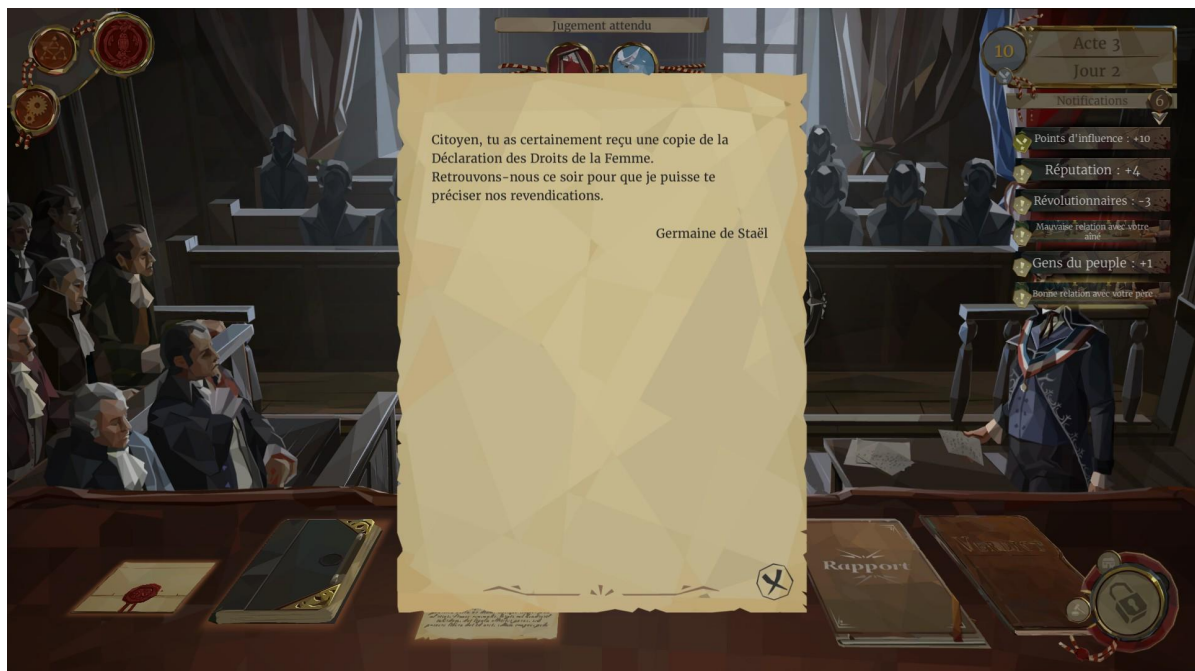 Jugement attendu
10
Acte 3
Jour 2
Notifications
6
Points d'influence : +10
Réputation : +4
Révolutionnaires : -3
Mauvaise relation avec votre
aîné
Gens du peuple : +1
Bonne relation avec votre père
Citoyen, tu as certainement reçu une copie de la
Déclaration des Droits de la Femme.
Retrouvons-nous ce soir pour que je puisse te
préciser nos revendications.
Germaine de Staël
Rapport